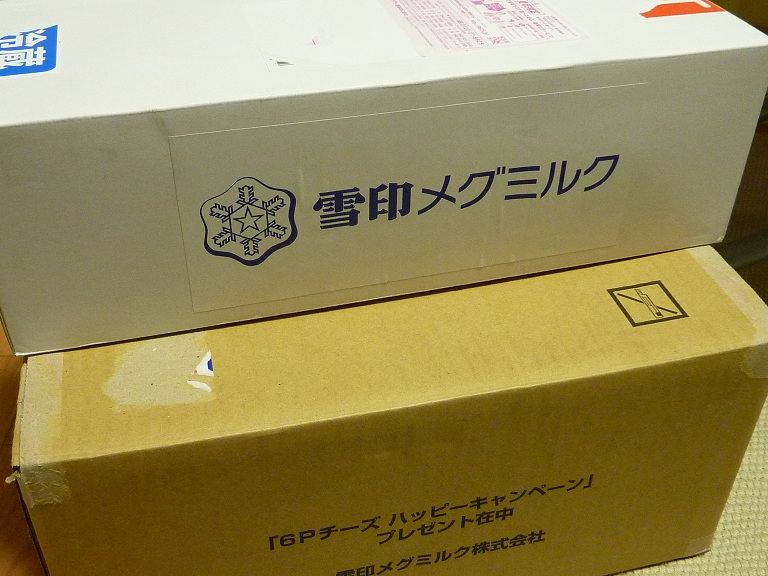 冷蔵
雪印メグミルク
「6Pチーズ ハッピーキャンペーン」
プレゼント在中
雪印メグミルク株式会社